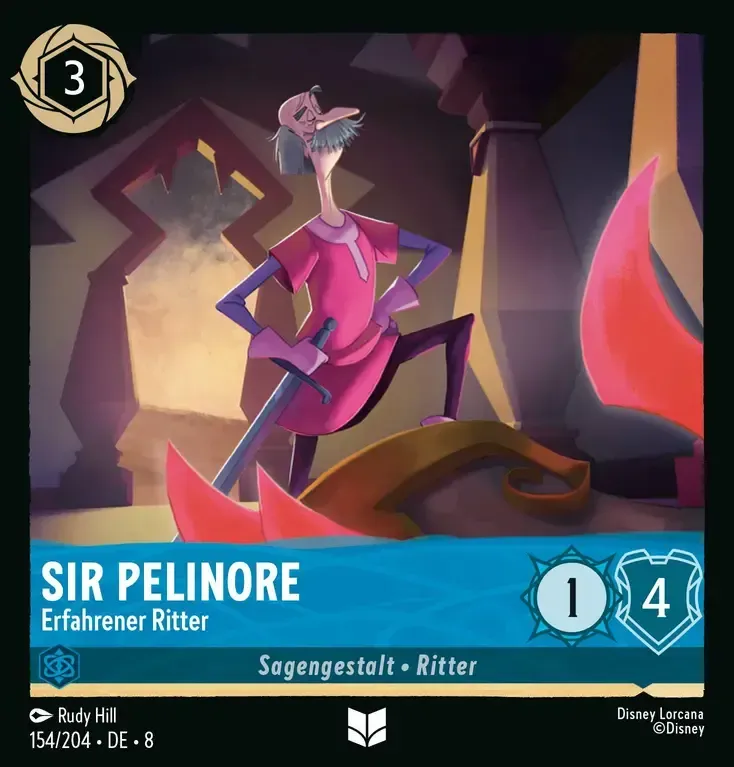 3
SIR PELINORE
Erfahrener Ritter
1
4
Sagengestalt • Ritter
Rudy Hill
Disney Lorcana
154/204 • DE • 8
©Disney